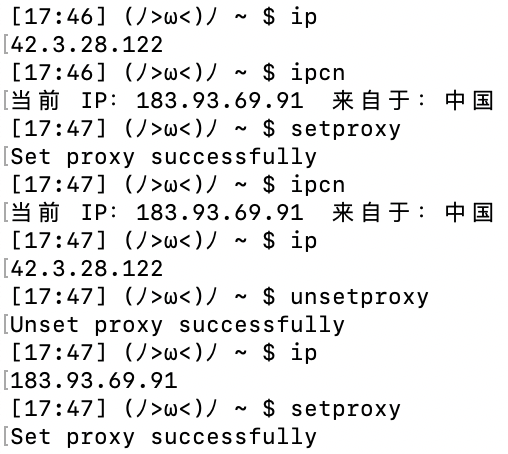 [17:46] (ﾉ>ω<)ﾉ ~ $ ip
42.3.28.122
[17:46] (ﾉ>ω<)ﾉ ~ $ ipcn
当前 IP: 183.93.69.91 来自于: 中国
[17:47] (ﾉ>ω<)ﾉ ~ $ setproxy
Set proxy successfully
[17:47] (ﾉ>ω<)ﾉ ~ $ ipcn
当前 IP: 183.93.69.91 来自于: 中国
[17:47] (ﾉ>ω<)ﾉ ~ $ ip
42.3.28.122
[17:47] (ﾉ>ω<)ﾉ ~ $ unsetproxy
Unset proxy successfully
[17:47] (ﾉ>ω<)ﾉ ~ $ ip
183.93.69.91
[17:47] (ﾉ>ω<)ﾉ ~ $ setproxy
Set proxy successfully